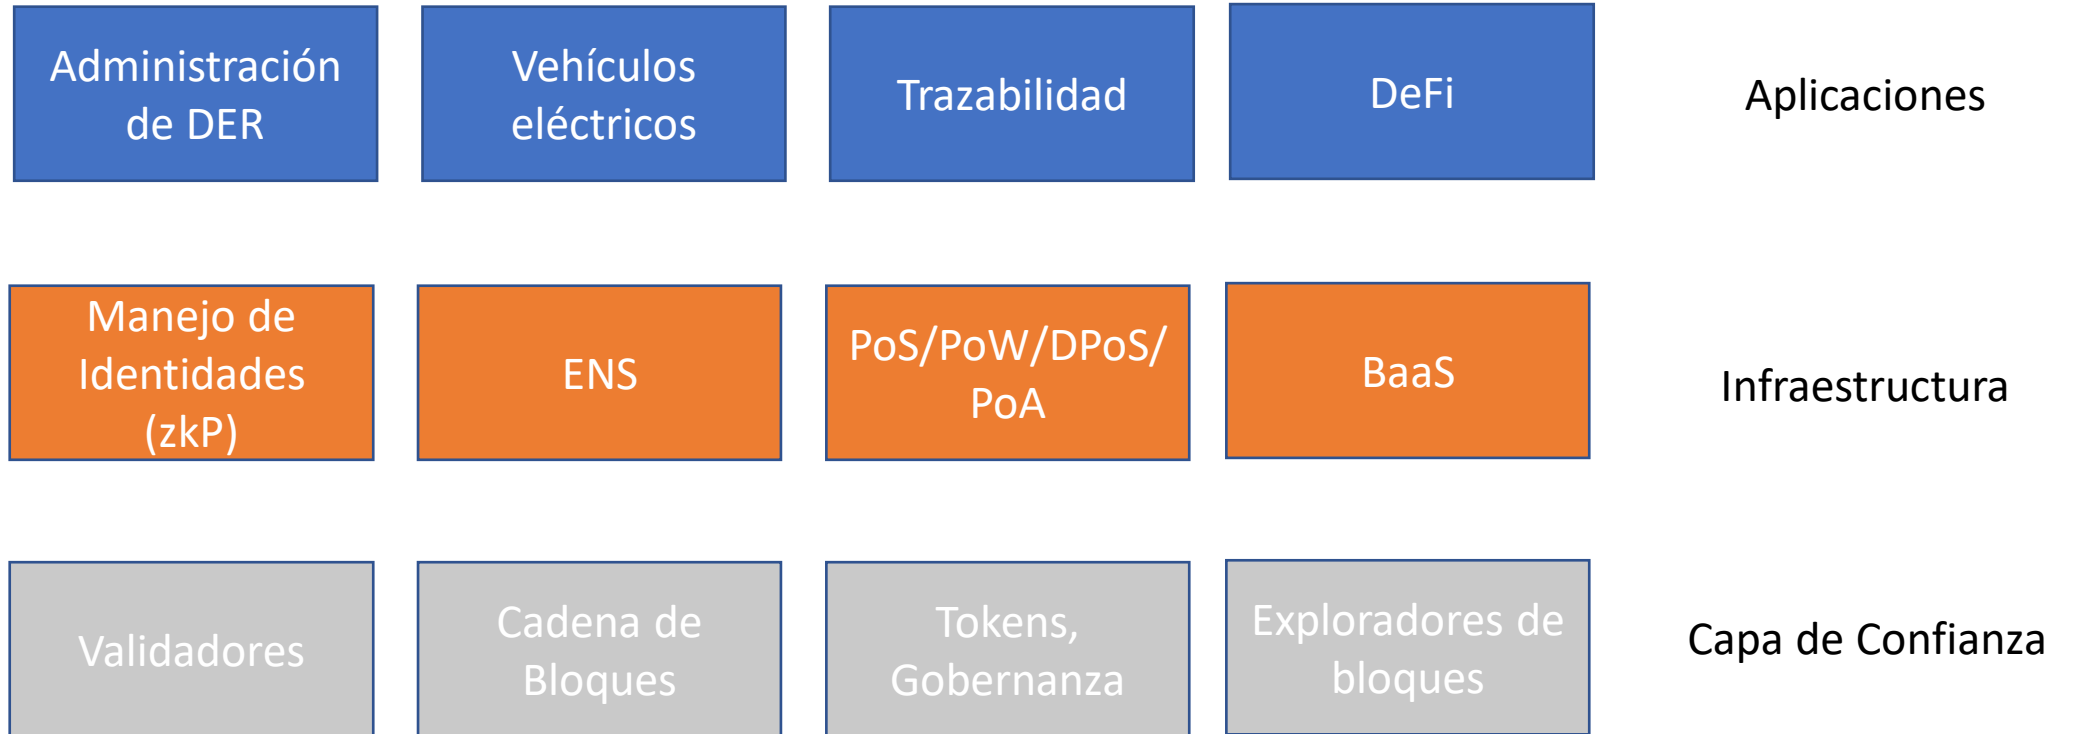 Administración
de DER
Vehículos
eléctricos
Trazabilidad
DeFi
Aplicaciones
Manejo de
Identidades
(zkP)
ENS
PoS/PoW/DPoS/
PoA
BaaS
Infraestructura
Validadores
Cadena de
Bloques
Tokens,
Gobernanza
Exploradores de
bloques
Capa de Confianza